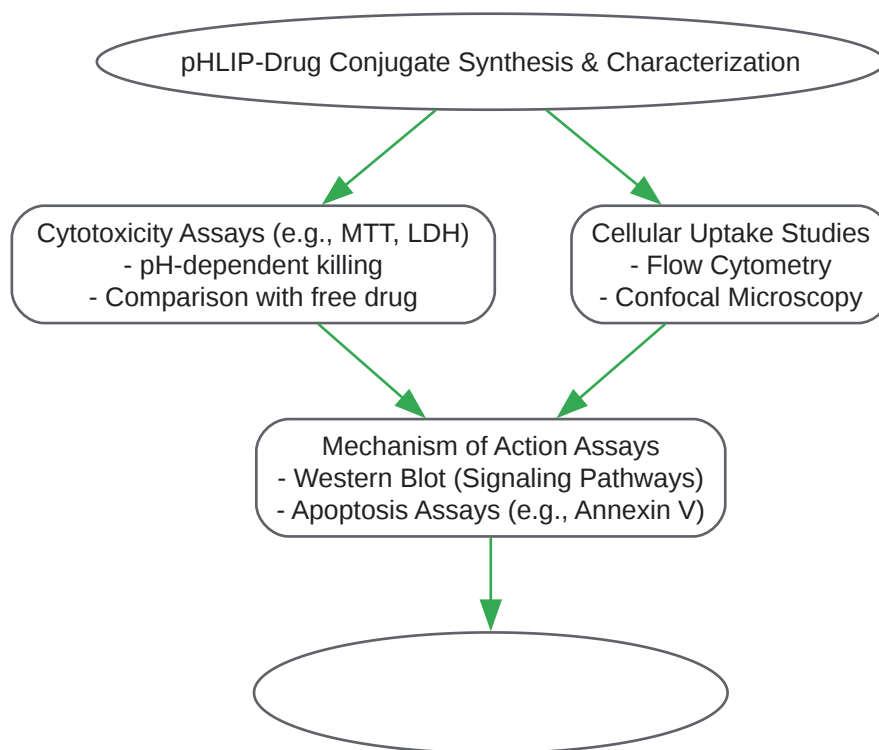 pHLIP-Drug Conjugate Synthesis & Characterization
Cytotoxicity Assays (e.g., MTT, LDH)
- pH-dependent killing
- Comparison with free drug
Cellular Uptake Studies
- Flow Cytometry
- Confocal Microscopy
Mechanism of Action Assays
- Western Blot (Signaling Pathways)
- Apoptosis Assays (e.g., Annexin V)